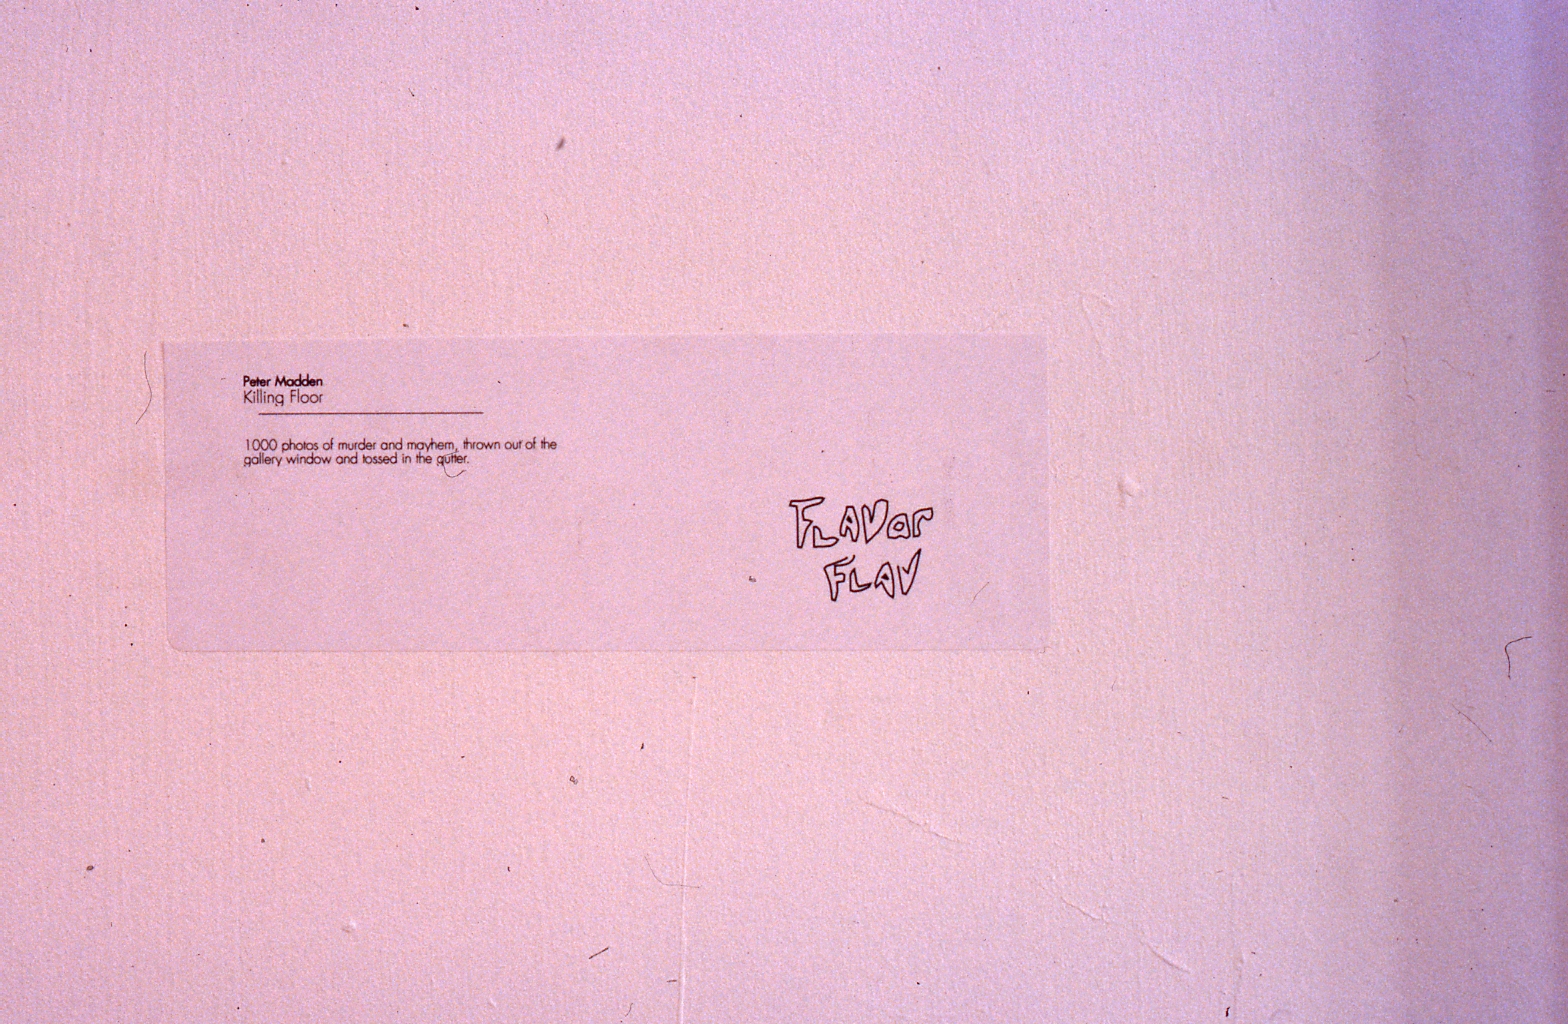 Peter Madden
Killing Floor
1000 photos of murder and mayhem, thrown out of the
gallery window and tossed in the gutter.
FLAVor
FLAV